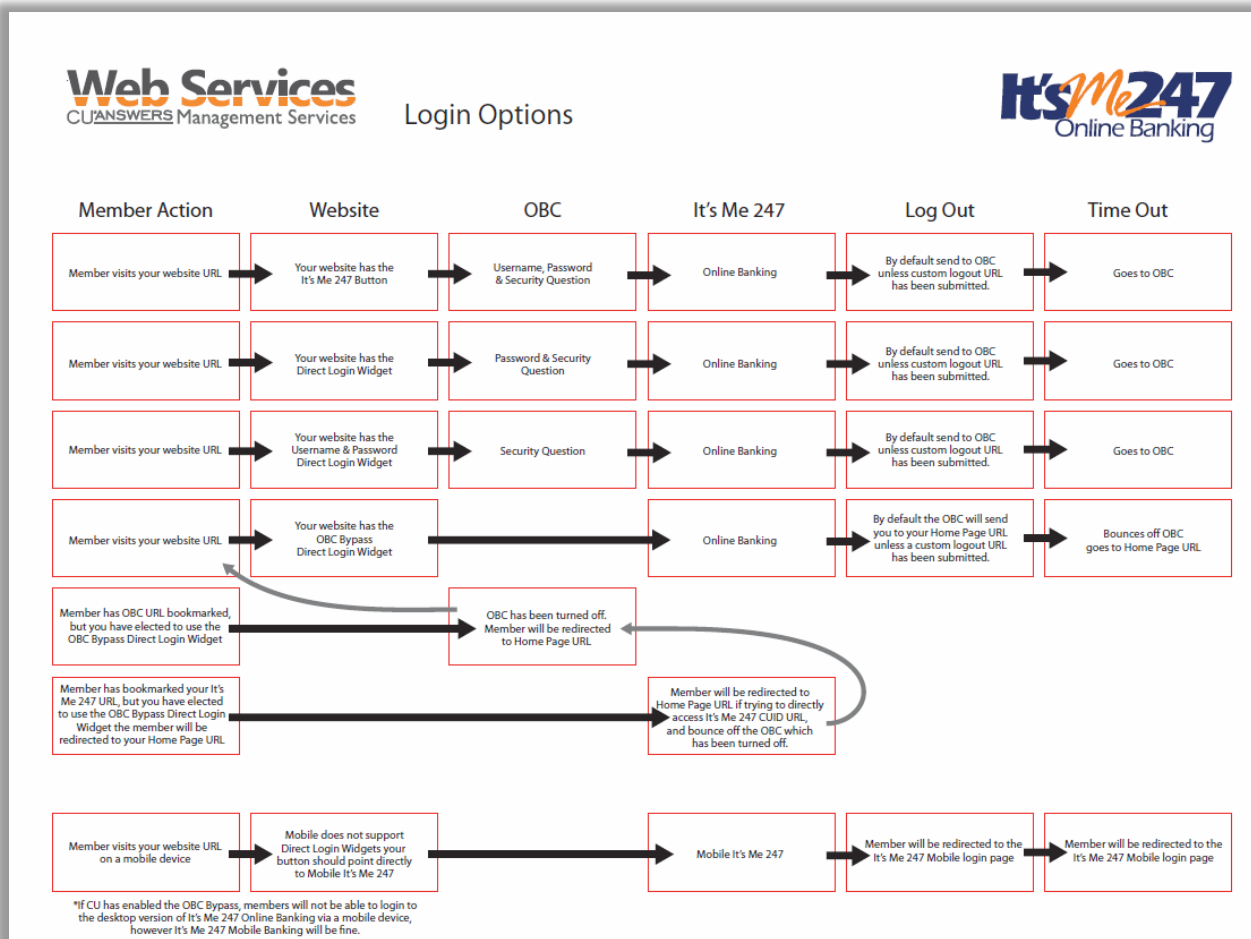 Web Services
CU*ANSWERS Management Services
Login Options
It's Me 247
Online Banking
Member Action
Website
OBC
It's Me 247
Log Out
Time Out
Member visits your website URL
Your website has the
It's Me 247 Button
Username, Password
& Security Question
Online Banking
By default send to OBC
unless custom logout URL
has been submitted.
Goes to OBC
Member visits your website URL
Your website has the
Direct Login Widget
Password & Security
Question
Online Banking
By default send to OBC
unless custom logout URL
has been submitted.
Goes to OBC
Member visits your website URL
Your website has the
Username & Password
Direct Login Widget
Security Question
Online Banking
By default send to OBC
unless custom logout URL
has been submitted.
Goes to OBC
Member visits your website URL
Your website has the
OBC Bypass
Direct Login Widget
Online Banking
By default the OBC will send
you to your Home Page URL
unless a custom logout URL
has been submitted.
Bounces off OBC
goes to Home Page URL
Member has OBC URL bookmarked,
but you have elected to use the
OBC Bypass Direct Login Widget
OBC has been turned off.
Member will be redirected
to Home Page URL
Member has bookmarked your It's
Me 247 URL, but you have elected
to use the OBC Bypass Direct Login
Widget the member will be
redirected to your Home Page URL
Member will be redirected to
Home Page URL if trying to directly
access It's Me 247 CUID URL,
and bounce off the OBC which
has been turned off.
Member visits your website URL
on a mobile device
Mobile does not support
Direct Login Widgets your
button should point directly
to Mobile It's Me 247
Mobile It's Me 247
Member will be redirected to the
It's Me 247 Mobile login page
Member will be redirected to the
It's Me 247 Mobile login page
*If CU has enabled the OBC Bypass, members will not be able to login to
the desktop version of It's Me 247 Online Banking via a mobile device,
however It's Me 247 Mobile Banking will be fine.